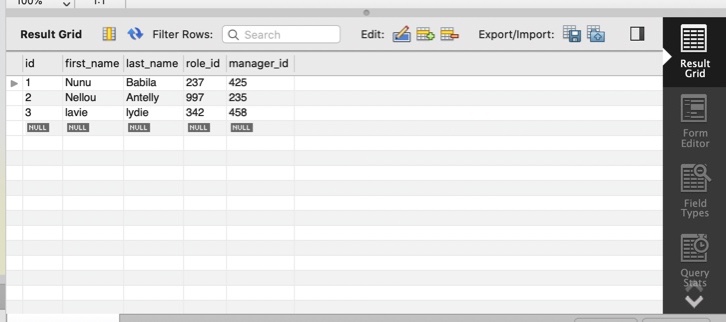 100% 1:1
Result Grid Filter Rows: Search Edit: Export/Import:
id first_name last_name role_id manager_id
1 Nunu Babila 237 425
2 Nellou Antelly 997 235
3 lavie lydie 342 458
NULL NULL NULL NULL NULL
Result
Grid
Form
Editor
Field
Types
Query
Stats